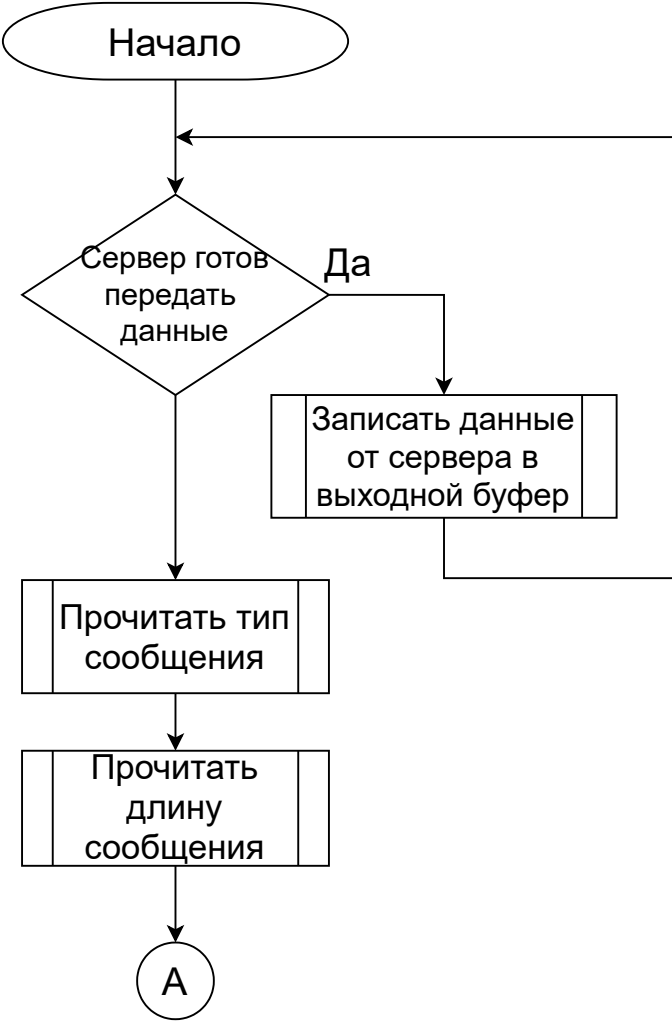 Начало
Сервер готов
передать
данные
Да
Записать данные
от сервера в
выходной буфер
Прочитать тип
сообщения
Прочитать
длину
сообщения
А